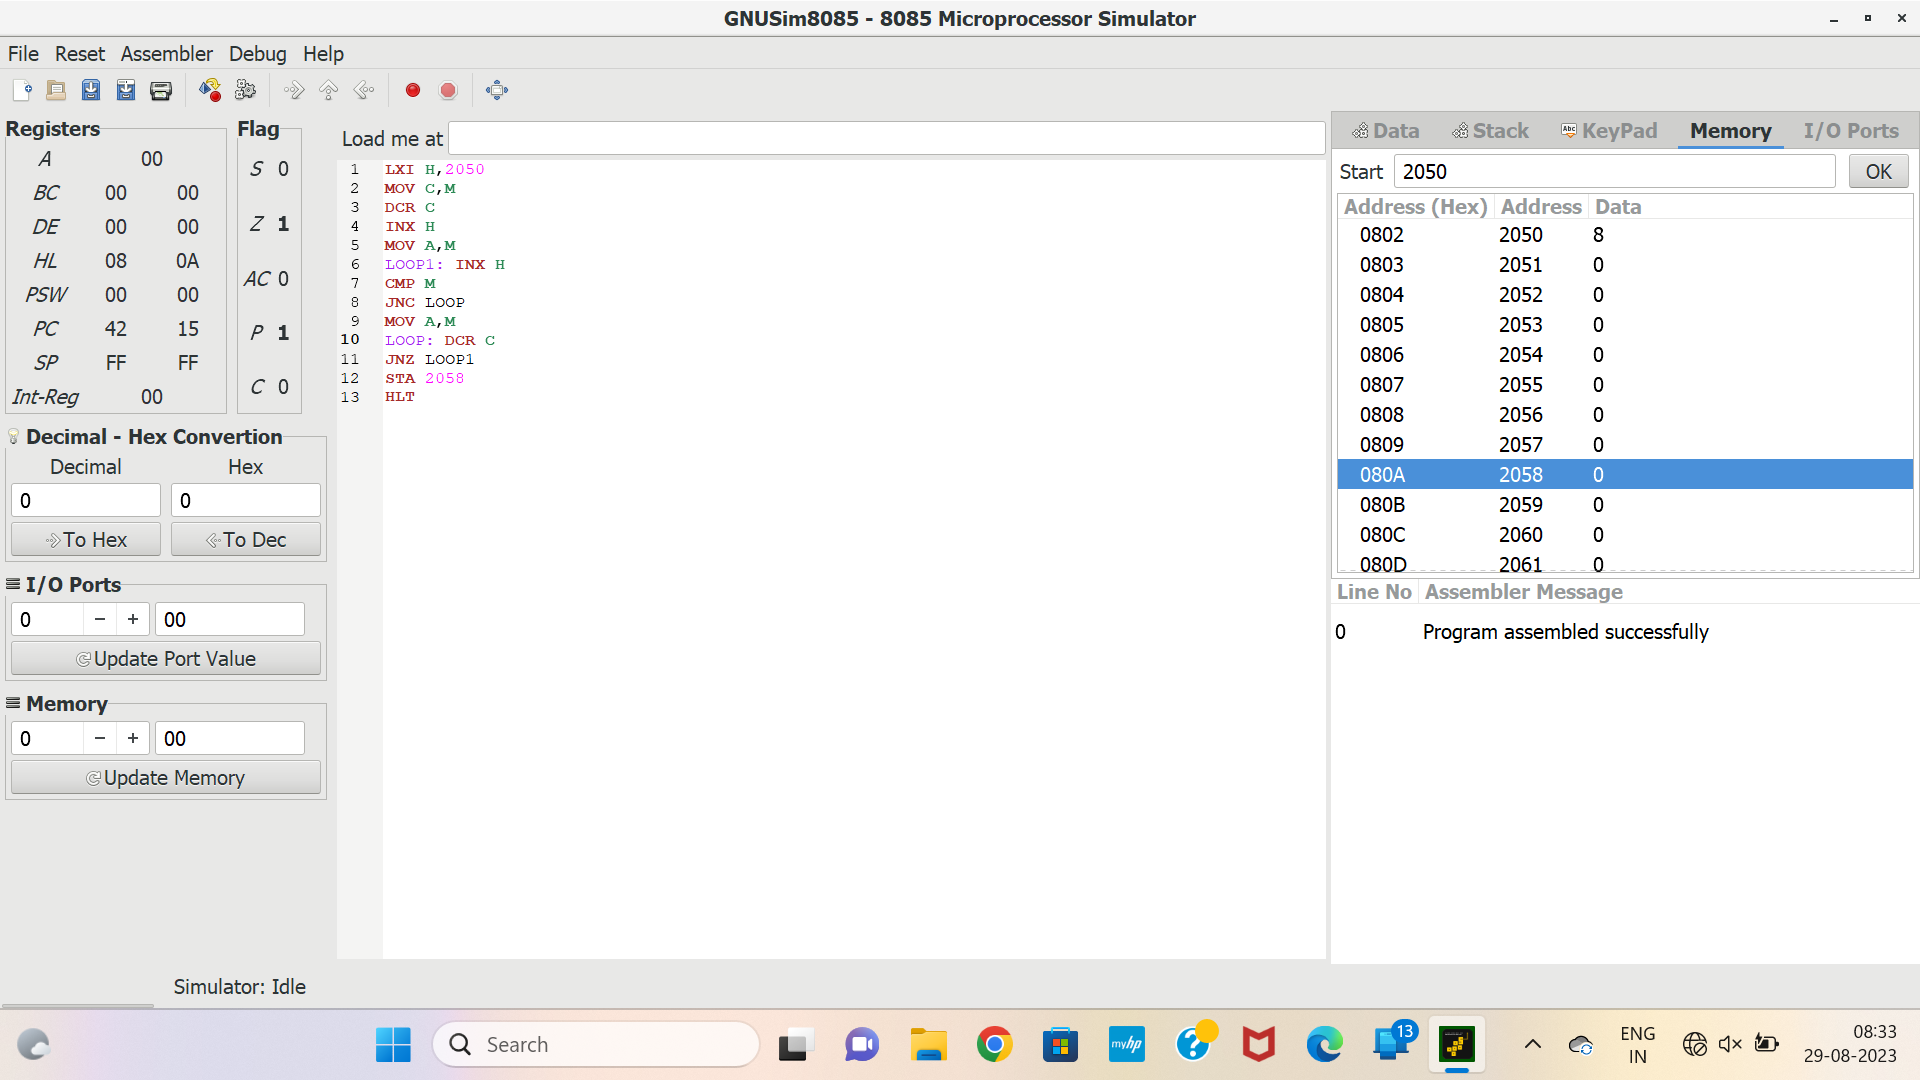 GNUSim8085 - 8085 Microprocessor Simulator
File Reset Assembler Debug Help
Registers
A 00
BC 00 00
DE 00 00
HL 08 0A
PSW 00 00
PC 42 15
SP FF FF
Int-Reg 00
Flag
S 0
Z 1
AC 0
P 1
C 0
Decimal - Hex Convertion
Decimal Hex
0 0
To Hex To Dec
I/O Ports
0 − + 00
Update Port Value
Memory
0 − + 00
Update Memory
Load me at
1 LXI H,2050
2 MOV C,M
3 DCR C
4 INX H
5 MOV A,M
6 LOOP1: INX H
7 CMP M
8 JNC LOOP
9 MOV A,M
10 LOOP: DCR C
11 JNZ LOOP1
12 STA 2058
13 HLT
Data Stack Abc KeyPad Memory I/O Ports
Start 2050 OK
Address (Hex) Address Data
0802 2050 8
0803 2051 0
0804 2052 0
0805 2053 0
0806 2054 0
0807 2055 0
0808 2056 0
0809 2057 0
080A 2058 0
080B 2059 0
080C 2060 0
080D 2061 0
Line No Assembler Message
0 Program assembled successfully
Simulator: Idle
Search
myhp
?
13
ENG
IN
08:33
29-08-2023